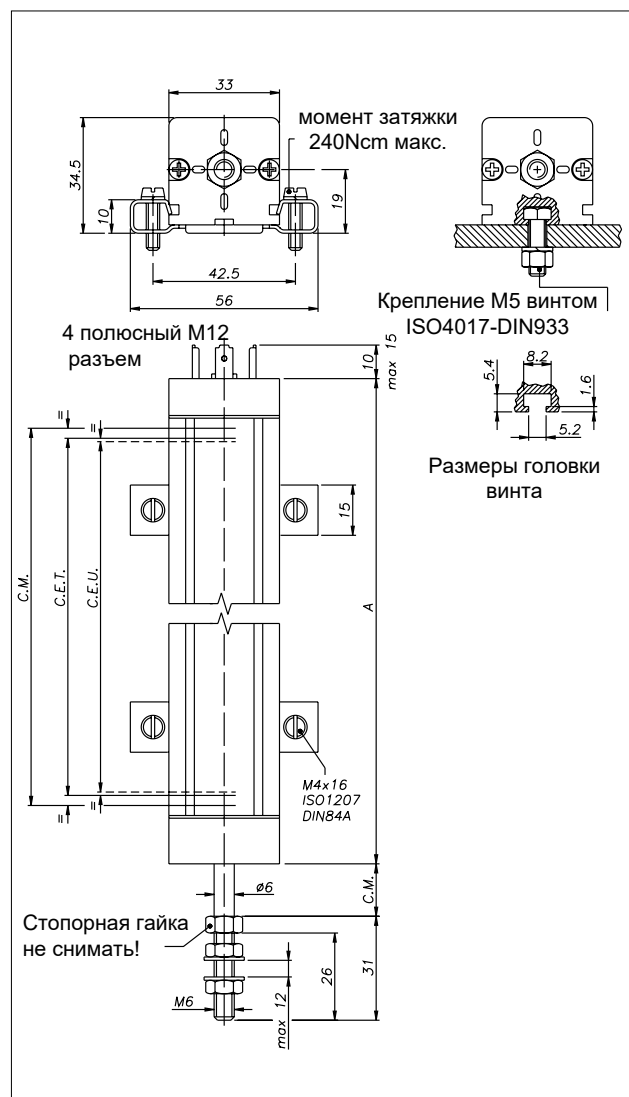 33
момент затяжки
240Ncm макс.
34.5
10
19
42.5
56
Крепление М5 винтом
ISO4017-DIN933
4 полюсный М12
разъем
10
max 15
8.2
5.4
1.6
5.2
Размеры головки
винта
=
=
15
C.M.
C.E.T.
C.E.U.
A
M4x16
ISO1207
DIN84A
=
=
C.M.
ø6
Стопорная гайка
не снимать!
M6
max 12
26
31